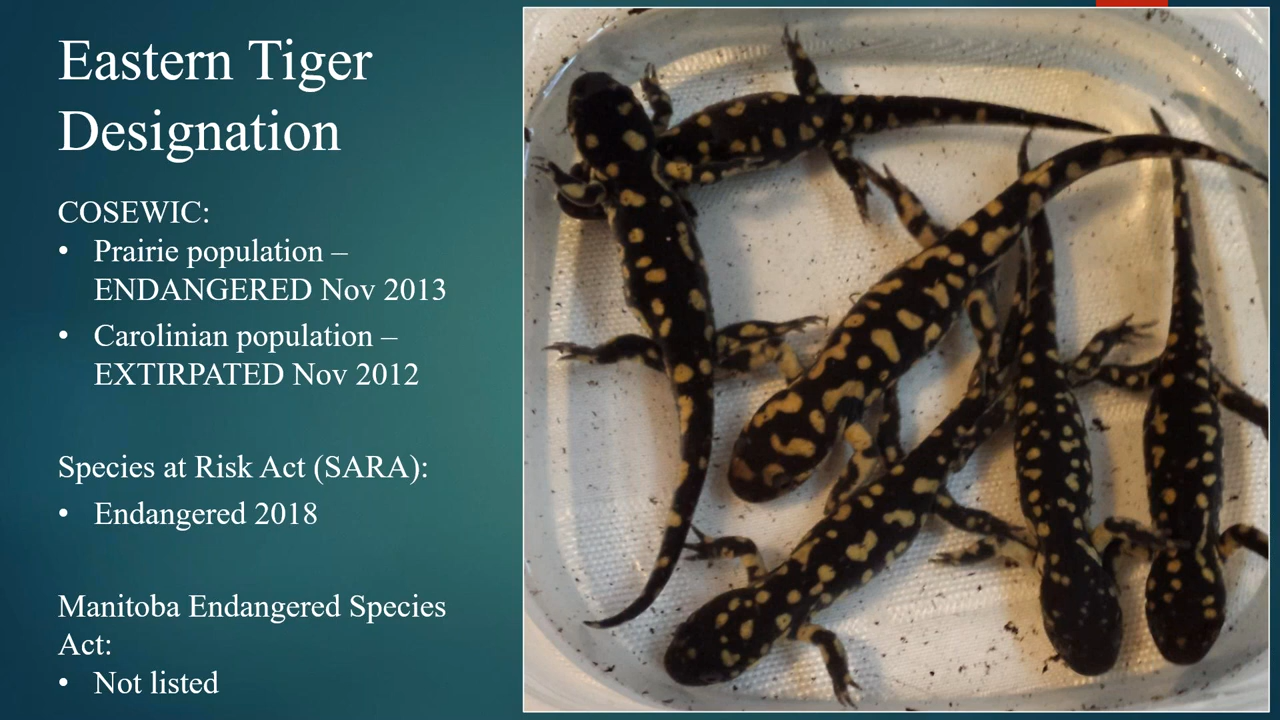 Eastern Tiger
Designation
COSEWIC:
• Prairie population –
ENDANGERED Nov 2013
• Carolinian population –
EXTIRPATED Nov 2012
Species at Risk Act (SARA):
• Endangered 2018
Manitoba Endangered Species
Act:
• Not listed